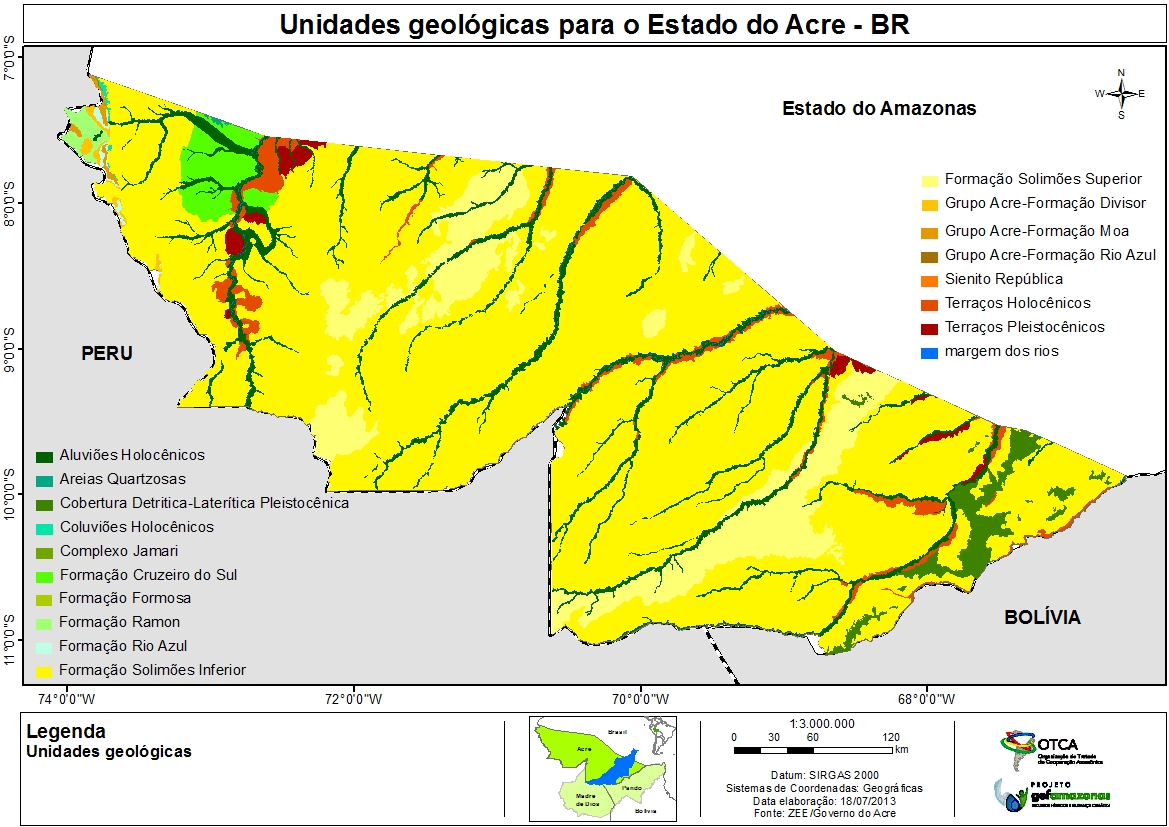 Unidades geológicas para o Estado do Acre - BR
7°0'0"S
8°0'0"S
9°0'0"S
10°0'0"S
11°0'0"S
N
W E
S
Estado do Amazonas
Formação Solimões Superior
Grupo Acre-Formação Divisor
Grupo Acre-Formação Moa
Grupo Acre-Formação Rio Azul
Sienito República
Terraços Holocênicos
Terraços Pleistocênicos
margem dos rios
PERU
BOLÍVIA
Aluviões Holocênicos
Areias Quartzosas
Cobertura Detritica-Laterítica Pleistocênica
Coluviões Holocênicos
Complexo Jamari
Formação Cruzeiro do Sul
Formação Formosa
Formação Ramon
Formação Rio Azul
Formação Solimões Inferior
74°0'0"W 72°0'0"W 70°0'0"W 68°0'0"W
Legenda
Unidades geológicas
Brasil
Acre
Pando
Madre
de Dios
Bolívia
1:3.000.000
0 30 60 120
km
Datum: SIRGAS 2000
Sistemas de Coordenadas: Geográficas
Data elaboração: 18/07/2013
Fonte: ZEE/Governo do Acre
OTCA
Organização do Tratado
de Cooperação Amazônica
PROJETO
gefamazonas